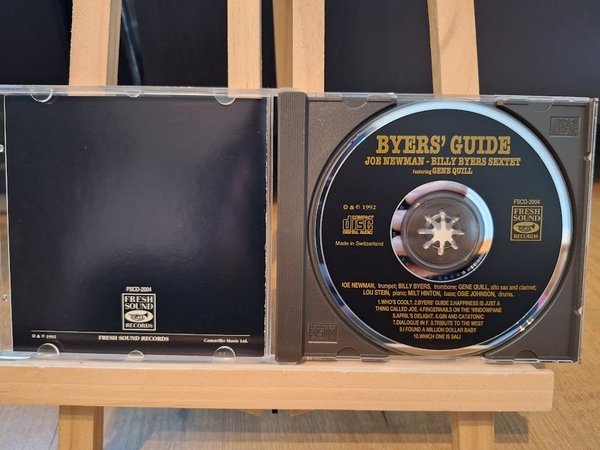 FSCD-2004
FRESH
SOUND
RECORDS
© & ℗ 1992
FRESH SOUND RECORDS
Camarillo Music Ltd.
BYERS' GUIDE
JOE NEWMAN - BILLY BYERS SEXTET
featuring GENE QUILL
© & ℗ 1992
COMPACT
disc
DIGITAL AUDIO
Made in Switzerland
FSCD-2004
FRESH
SOUND
RECORDS
JOE NEWMAN, trumpet; BILLY BYERS, trombone; GENE QUILL, alto sax and clarinet;
LOU STEIN, piano; MILT HINTON, bass; OSIE JOHNSON, drums.
1.WHO'S COOL?. 2.BYERS' GUIDE 3.HAPPINESS IS JUST A
THING CALLED JOE. 4.FINGERNAILS ON THE 'WINDOWPANE
5.APRIL'S DELIGHT. 6.GIN AND CATATONIC
7.DIALOGUE IN F. 8.TRIBUTE TO THE WEST
9.I FOUND A MILLION DOLLAR BABY
10.WHICH ONE IS SALI